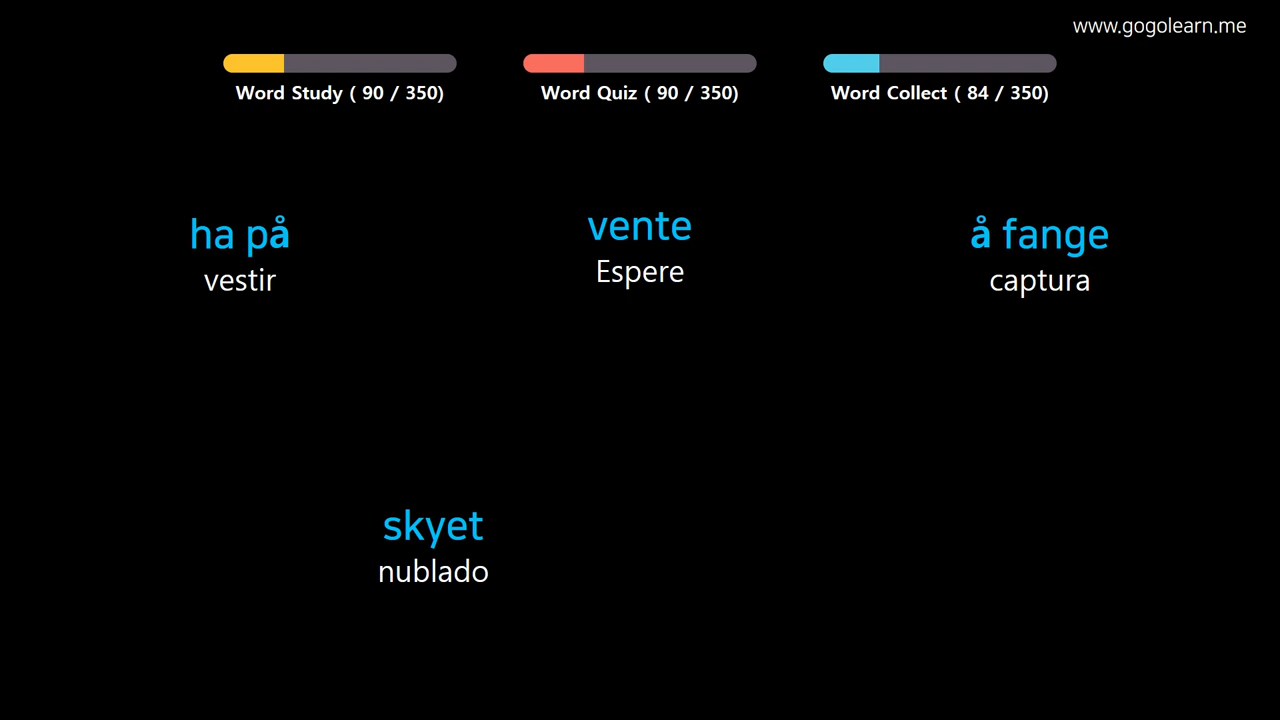 www.gogolearn.me
Word Study ( 90 / 350)
Word Quiz ( 90 / 350)
Word Collect ( 84 / 350)
ha på
vestir
vente
Espere
å fange
captura
skyet
nublado